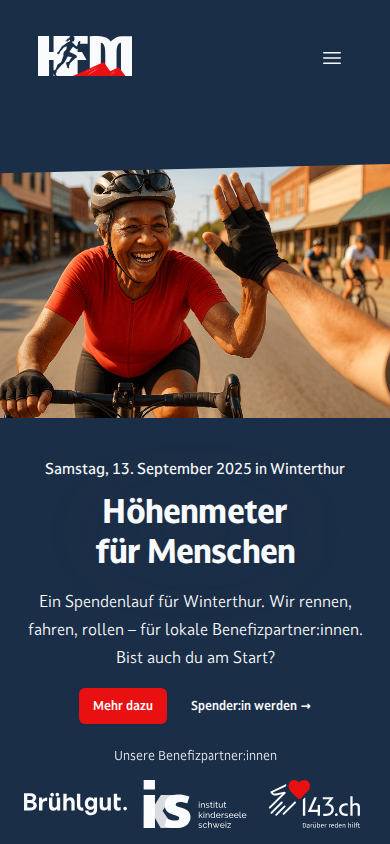 HFM
Samstag, 13. September 2025 in Winterthur
Höhenmeter
für Menschen
Ein Spendenlauf für Winterthur. Wir rennen,
fahren, rollen – für lokale Benefizpartner:innen.
Bist auch du am Start?
Mehr dazu
Spender:in werden →
Unsere Benefizpartner:innen
Brühlgut.
iks
institut
kinderseele
schweiz
143.ch
Darüber reden hilft